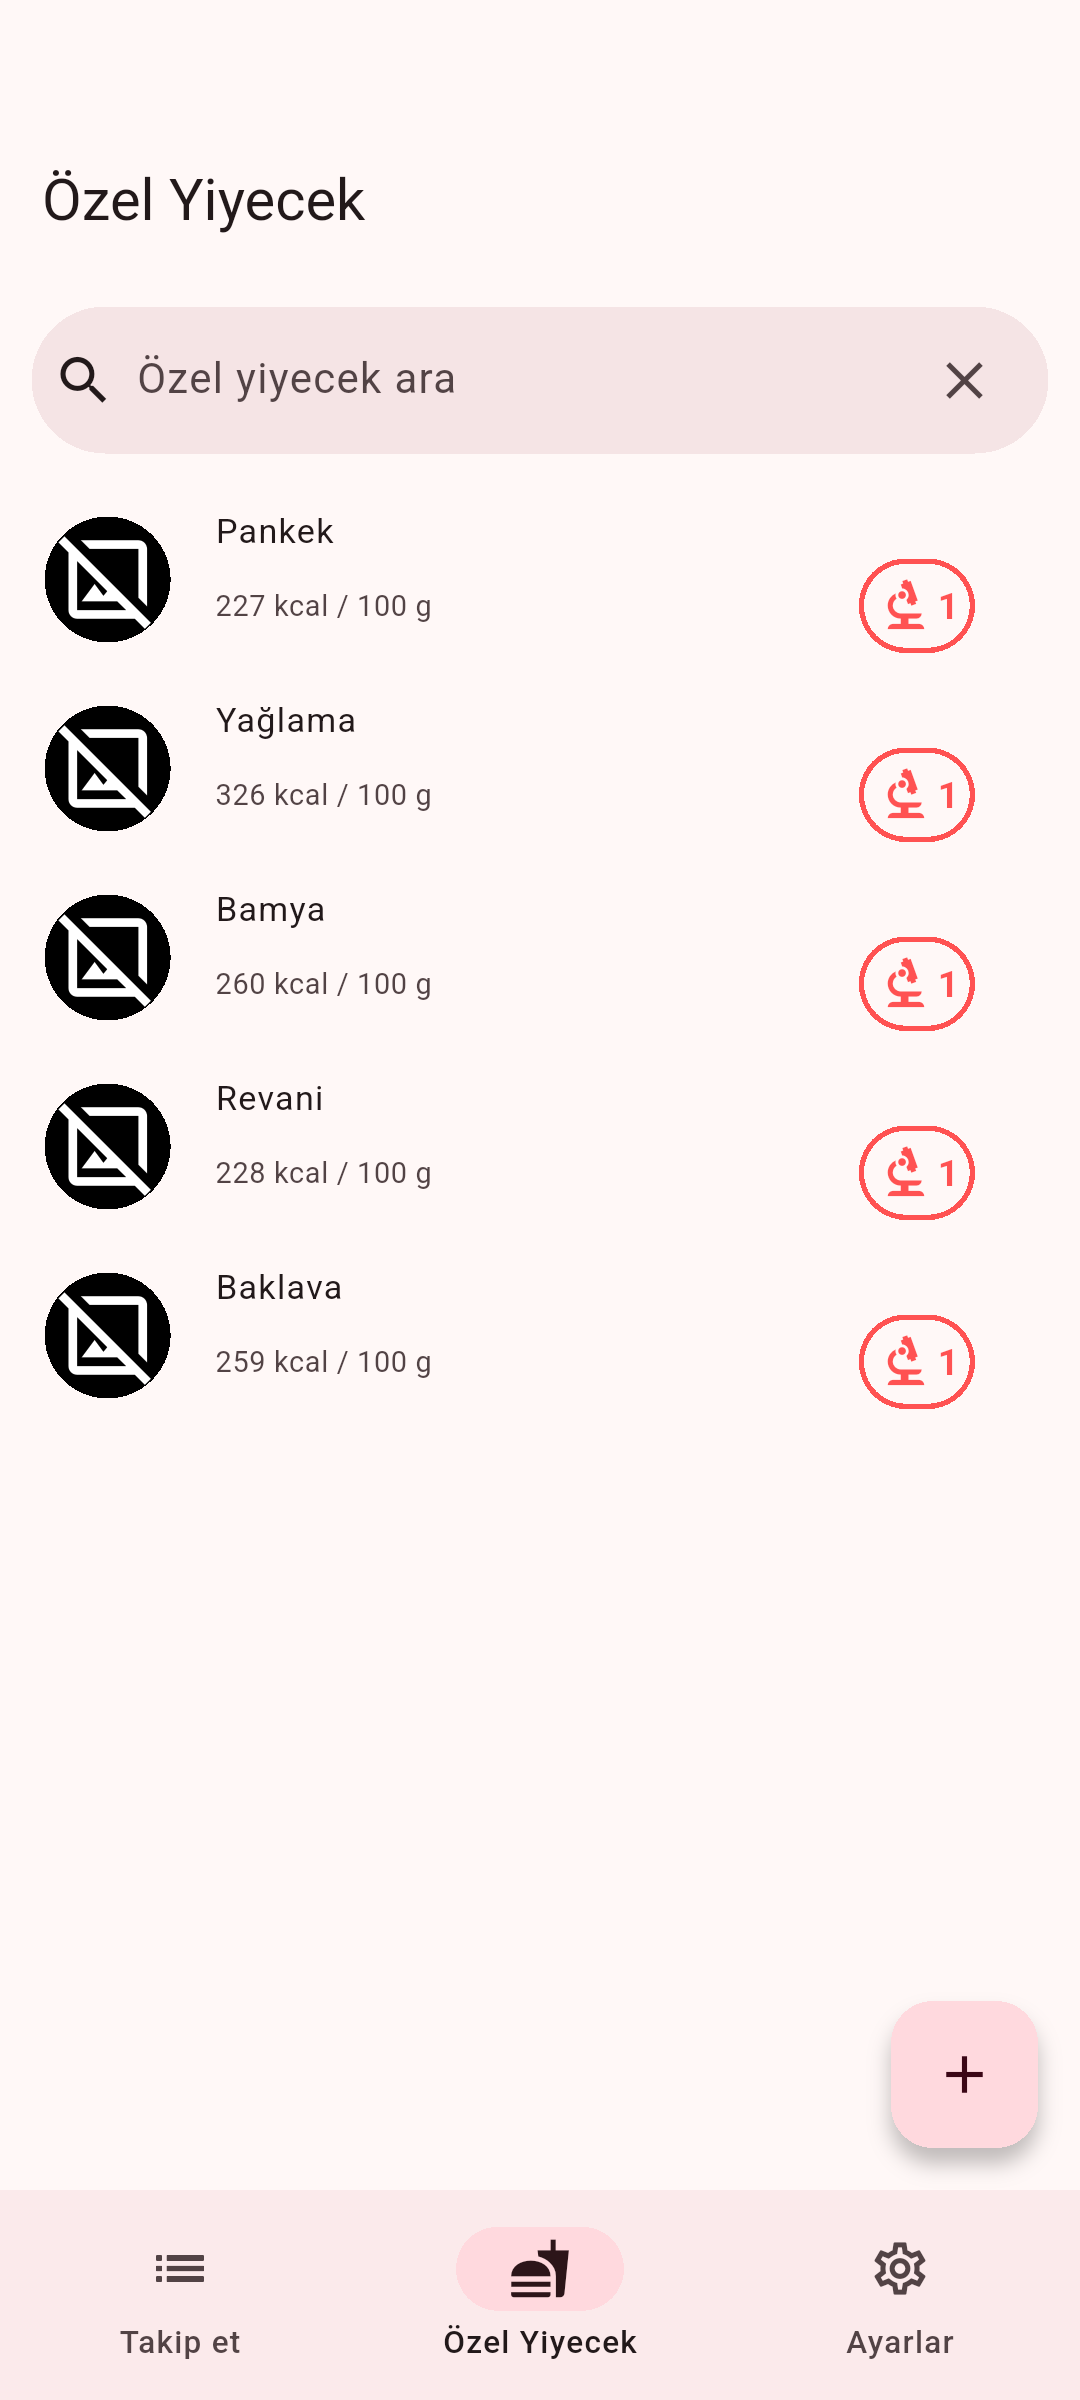 Özel Yiyecek
Özel yiyecek ara
Pankek
227 kcal / 100 g
1
Yağlama
326 kcal / 100 g
1
Bamya
260 kcal / 100 g
1
Revani
228 kcal / 100 g
1
Baklava
259 kcal / 100 g
1
Takip et
Özel Yiyecek
Ayarlar